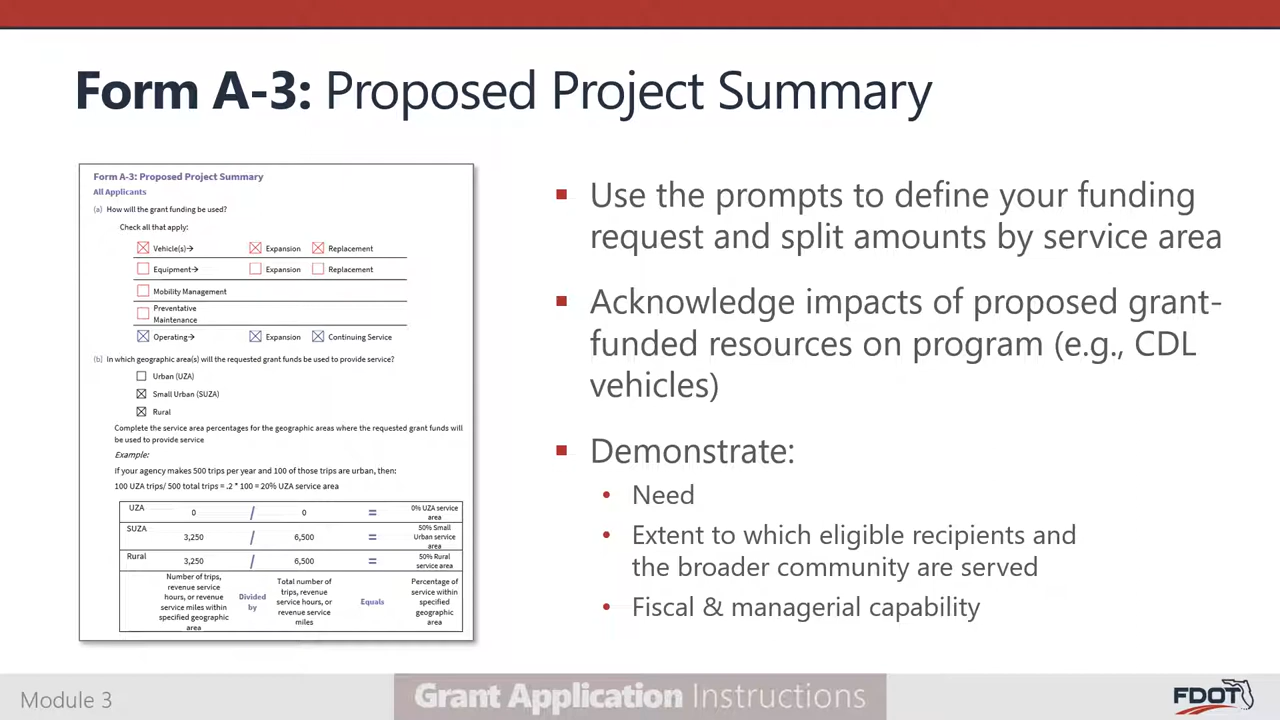 Form A-3: Proposed Project Summary
Form A-3: Proposed Project Summary
All Applicants
(a) How will the grant funding be used?
Check all that apply:
Vehicle(s)→ Expansion Replacement
Equipment→ Expansion Replacement
Mobility Management
Preventative
Maintenance
Operating→ Expansion Continuing Service
(b) In which geographic area(s) will the requested grant funds be used to provide service?
Urban (UZA)
Small Urban (SUZA)
Rural
Complete the service area percentages for the geographic areas where the requested grant funds will
be used to provide service
Example:
If your agency makes 500 trips per year and 100 of those trips are urban, then:
100 UZA trips/ 500 total trips = .2 * 100 = 20% UZA service area
UZA 0 / 0 = 0% UZA service
area
SUZA 3,250 / 6,500 = 50% Small
Urban service
area
Rural 3,250 / 6,500 = 50% Rural
service area
Number of trips,
revenue service
hours, or revenue
service miles within
specified geographic
area
Divided
by
Total number of
trips, revenue
service hours, or
revenue service
miles
Equals
Percentage of
service within
specified
geographic
area
▪ Use the prompts to define your funding
request and split amounts by service area
▪ Acknowledge impacts of proposed grant-
funded resources on program (e.g., CDL
vehicles)
▪ Demonstrate:
• Need
• Extent to which eligible recipients and
the broader community are served
• Fiscal & managerial capability
Module 3
Grant Application Instructions
FDOT